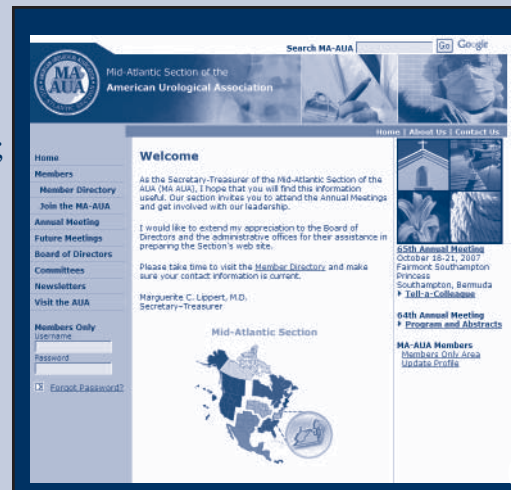 Search MA-AUA
Go Google
MA
AUA
Mid-Atlantic Section of the
American Urological Association
Home | About Us | Contact Us
Home
Members
Member Directory
Join the MA-AUA
Annual Meeting
Future Meetings
Board of Directors
Committees
Newsletters
Visit the AUA
Members Only
Username
Password
Forgot Password?
Welcome
As the Secretary-Treasurer of the Mid-Atlantic Section of the
AUA (MA AUA), I hope that you will find this information
useful. Our section invites you to attend the Annual Meetings
and get involved with our leadership.
I would like to extend my appreciation to the Board of
Directors and the administrative offices for their assistance in
preparing the Section's web site.
Please take time to visit the Member Directory and make
sure your contact information is current.
Marguerite C. Lippert, M.D.
Secretary–Treasurer
Mid-Atlantic Section
65th Annual Meeting
October 18-21, 2007
Fairmont Southampton
Princess
Southampton, Bermuda
Tell-a-Colleague
64th Annual Meeting
Program and Abstracts
MA-AUA Members
Members Only Area
Update Profile